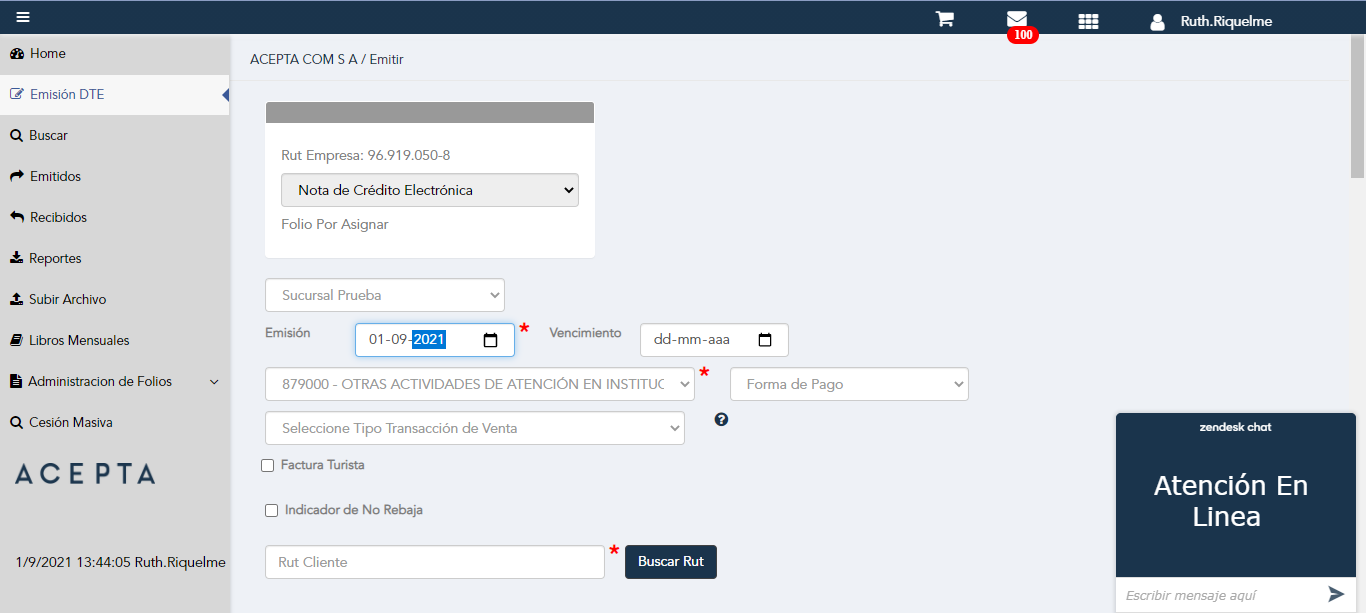 100
Ruth.Riquelme
Home
Emisión DTE
Buscar
Emitidos
Recibidos
Reportes
Subir Archivo
Libros Mensuales
Administracion de Folios
Cesión Masiva
ACEPTA
1/9/2021 13:44:05 Ruth.Riquelme
ACEPTA COM S A / Emitir
Rut Empresa: 96.919.050-8
Nota de Crédito Electrónica
Folio Por Asignar
Sucursal Prueba
Emisión 01-09-2021 * Vencimiento dd-mm-aaa
879000 - OTRAS ACTIVIDADES DE ATENCIÓN EN INSTITUC * Forma de Pago
Seleccione Tipo Transacción de Venta ?
Factura Turista
Indicador de No Rebaja
Rut Cliente * Buscar Rut
zendesk chat
Atención En
Linea
Escribir mensaje aquí